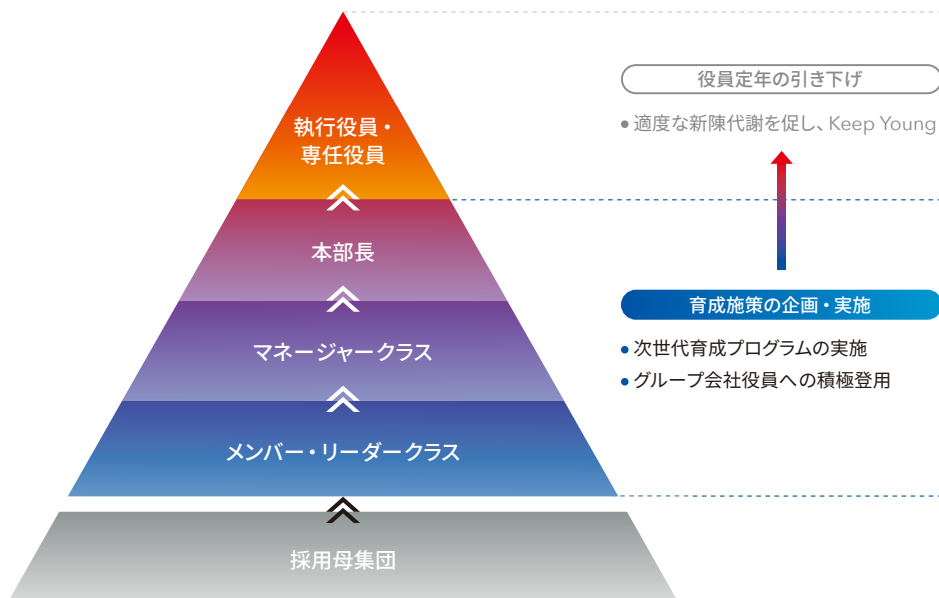 執行役員・
専任役員
本部長
マネージャークラス
メンバー・リーダークラス
採用母集団
役員定年の引き下げ
• 適度な新陳代謝を促し、Keep Young
育成施策の企画・実施
• 次世代育成プログラムの実施
• グループ会社役員への積極登用